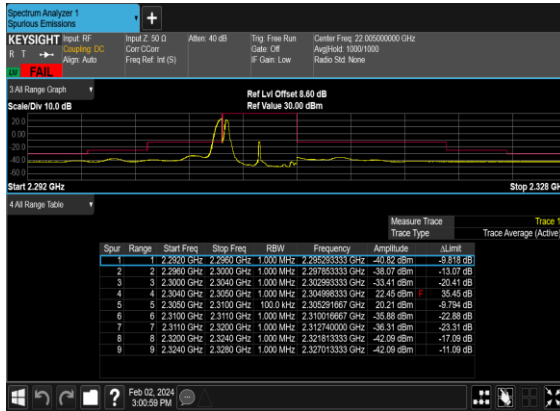 Spectrum Analyzer 1
Spurious Emissions
KEYSIGHT Input: RF Input Z: 50 Ω Atten: 40 dB Trig: Free Run Center Freq: 22.005000000 GHz
R T Coupling: DC Corr CCorr Gate: Off Avg|Hold: 1000/1000
Align: Auto Freq Ref: Int (S) IF Gain: Low Radio Std: None
FAIL
3 All Range Graph
Ref Lvl Offset 8.60 dB
Scale/Div 10.0 dB Ref Value 30.00 dBm
20.0
0.00
-20.0
-40.0
-60.0
Start 2.292 GHz Stop 2.328 GH
4 All Range Table
Measure Trace Trace 1
Trace Type Trace Average (Active)
Spur Range Start Freq Stop Freq RBW Frequency Amplitude ΔLimit
1 1 2.2920 GHz 2.2960 GHz 1.000 MHz 2.295293333 GHz -40.82 dBm -9.818 dB
2 2 2.2960 GHz 2.3000 GHz 1.000 MHz 2.297853333 GHz -38.07 dBm -13.07 dB
3 3 2.3000 GHz 2.3040 GHz 1.000 MHz 2.302993333 GHz -33.41 dBm -20.41 dB
4 4 2.3040 GHz 2.3050 GHz 1.000 MHz 2.304998333 GHz 22.45 dBm F 35.45 dB
5 5 2.3050 GHz 2.3100 GHz 100.0 kHz 2.305291667 GHz 20.21 dBm -9.794 dB
6 6 2.3100 GHz 2.3110 GHz 1.000 MHz 2.310016667 GHz -35.88 dBm -22.88 dB
7 7 2.3110 GHz 2.3200 GHz 1.000 MHz 2.312740000 GHz -36.31 dBm -23.31 dB
8 8 2.3200 GHz 2.3240 GHz 1.000 MHz 2.321813333 GHz -42.09 dBm -17.09 dB
9 9 2.3240 GHz 2.3280 GHz 1.000 MHz 2.327013333 GHz -42.09 dBm -11.09 dB
Feb 02, 2024
3:00:59 PM